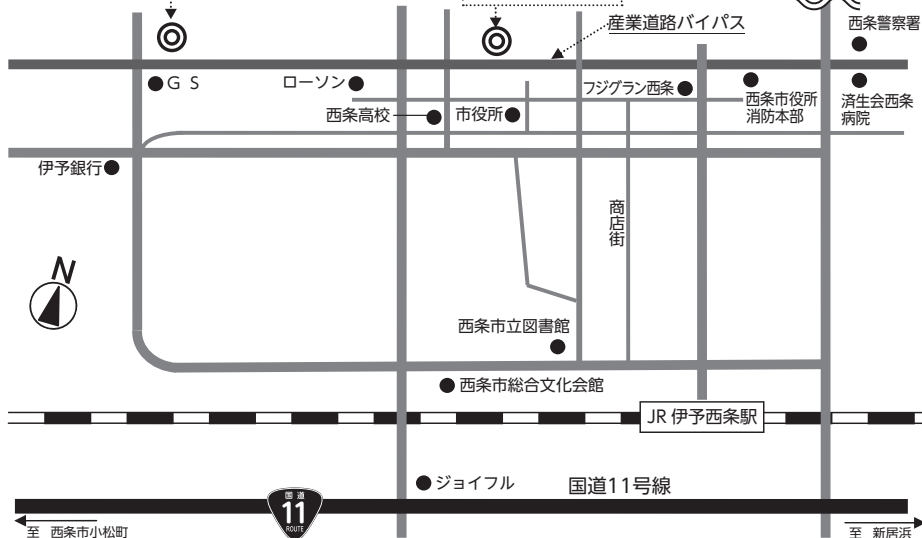 産業道路バイパス
西条警察署
G S
ローソン
フジグラン西条
西条市役所
消防本部
済生会西条
病院
西条高校
市役所
伊予銀行
商店街
N
西条市立図書館
西条市総合文化会館
JR 伊予西条駅
ジョイフル
国道11号線
国道
11
ROUTE
至 西条市小松町
至 新居浜